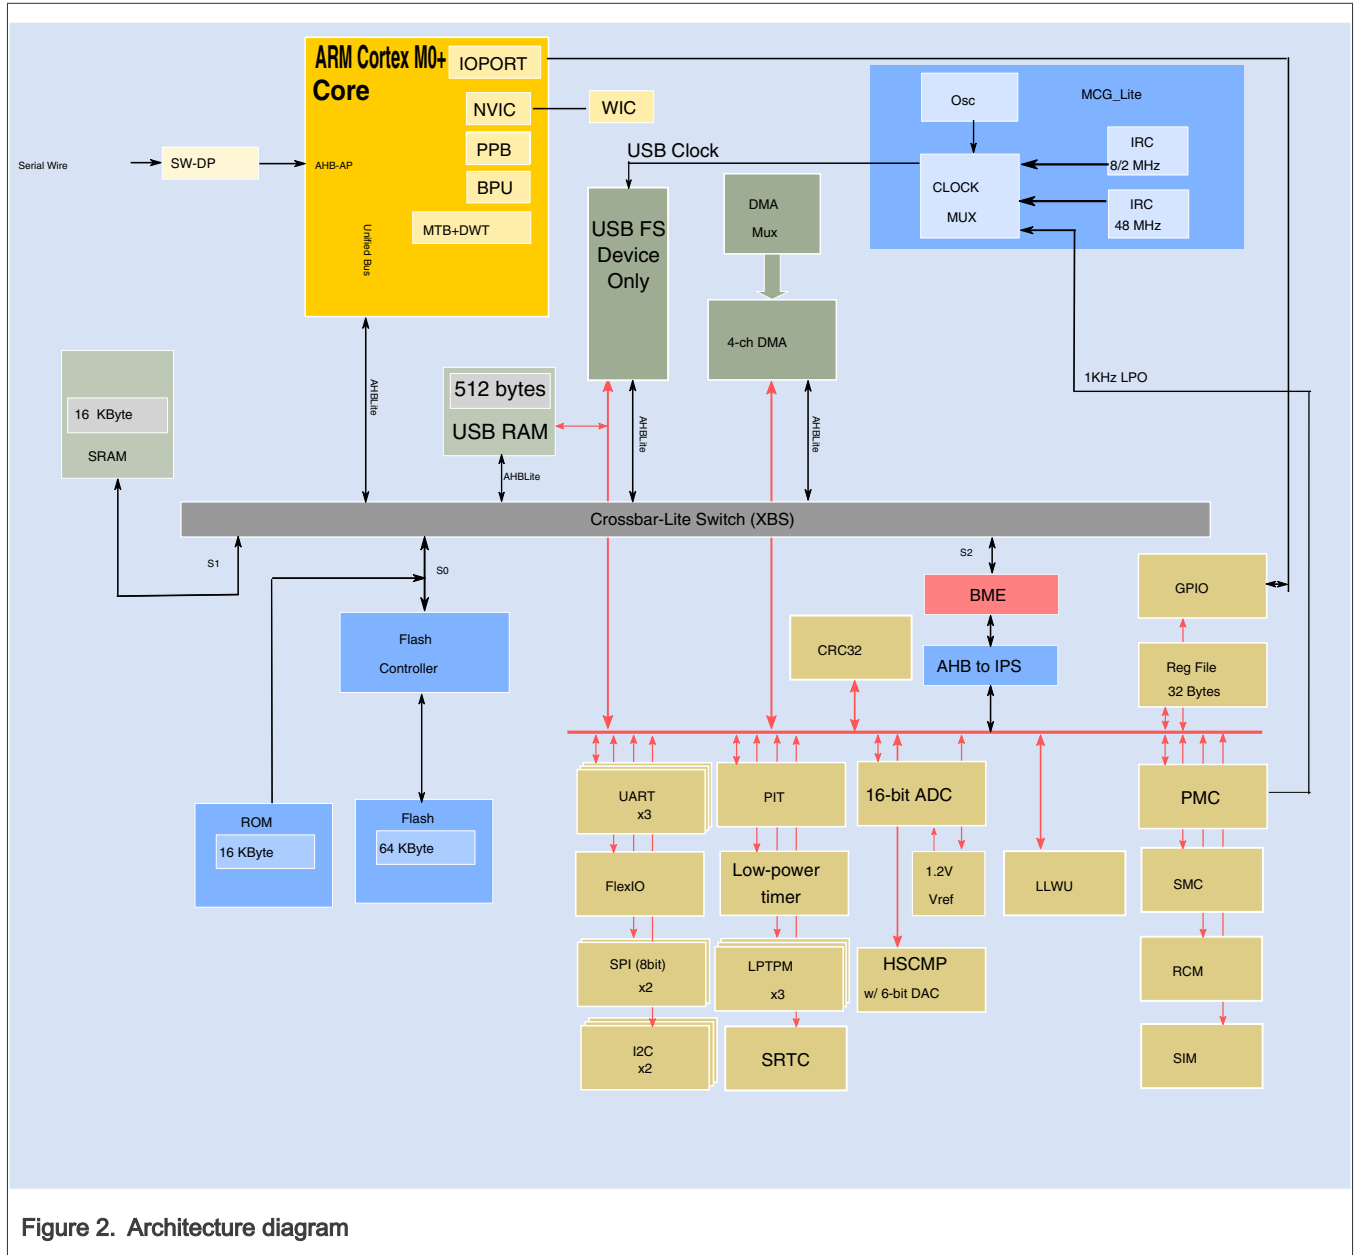 ARM Cortex M0+
Core
IOPORT
NVIC
WIC
PPB
BPU
MTB+DWT
Serial Wire
SW-DP
AHB-AP
Unified Bus
MCG_Lite
Osc
IRC
8/2 MHz
CLOCK
MUX
IRC
48 MHz
USB Clock
USB FS
Device
Only
DMA
Mux
4-ch DMA
1KHz LPO
16 KByte
SRAM
AHBLite
512 bytes
USB RAM
AHBLite
AHBLite
AHBLite
Crossbar-Lite Switch (XBS)
S1
S0
S2
BME
AHB to IPS
GPIO
Reg File
32 Bytes
CRC32
Flash
Controller
ROM
16 KByte
Flash
64 KByte
UART
x3
PIT
16-bit ADC
PMC
FlexIO
Low-power
timer
1.2V
Vref
LLWU
SMC
SPI (8bit)
x2
LPTPM
x3
HSCMP
w/ 6-bit DAC
RCM
I2C
x2
SRTC
SIM
Figure 2. Architecture diagram